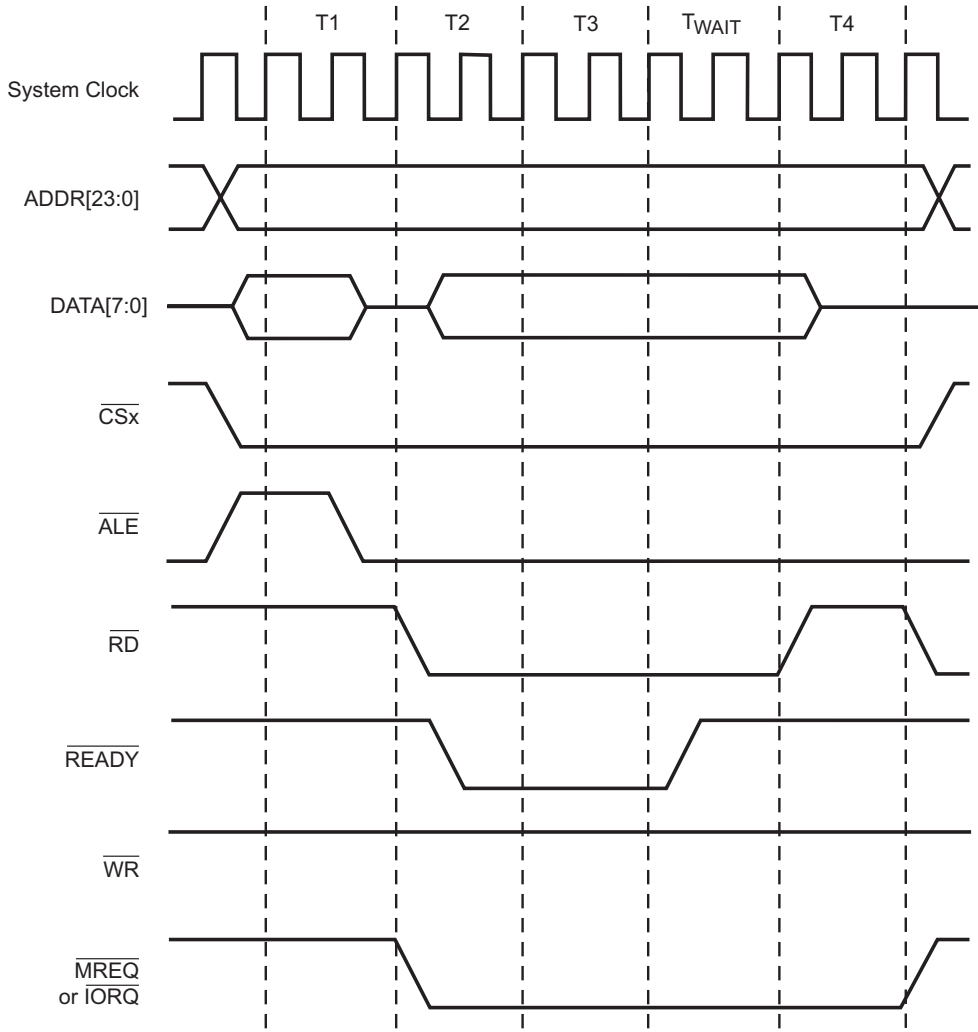 T1 T2 T3 TWAIT T4
System Clock
ADDR[23:0]
DATA[7:0]
CSx
ALE
RD
READY
WR
MREQ
or IORQ